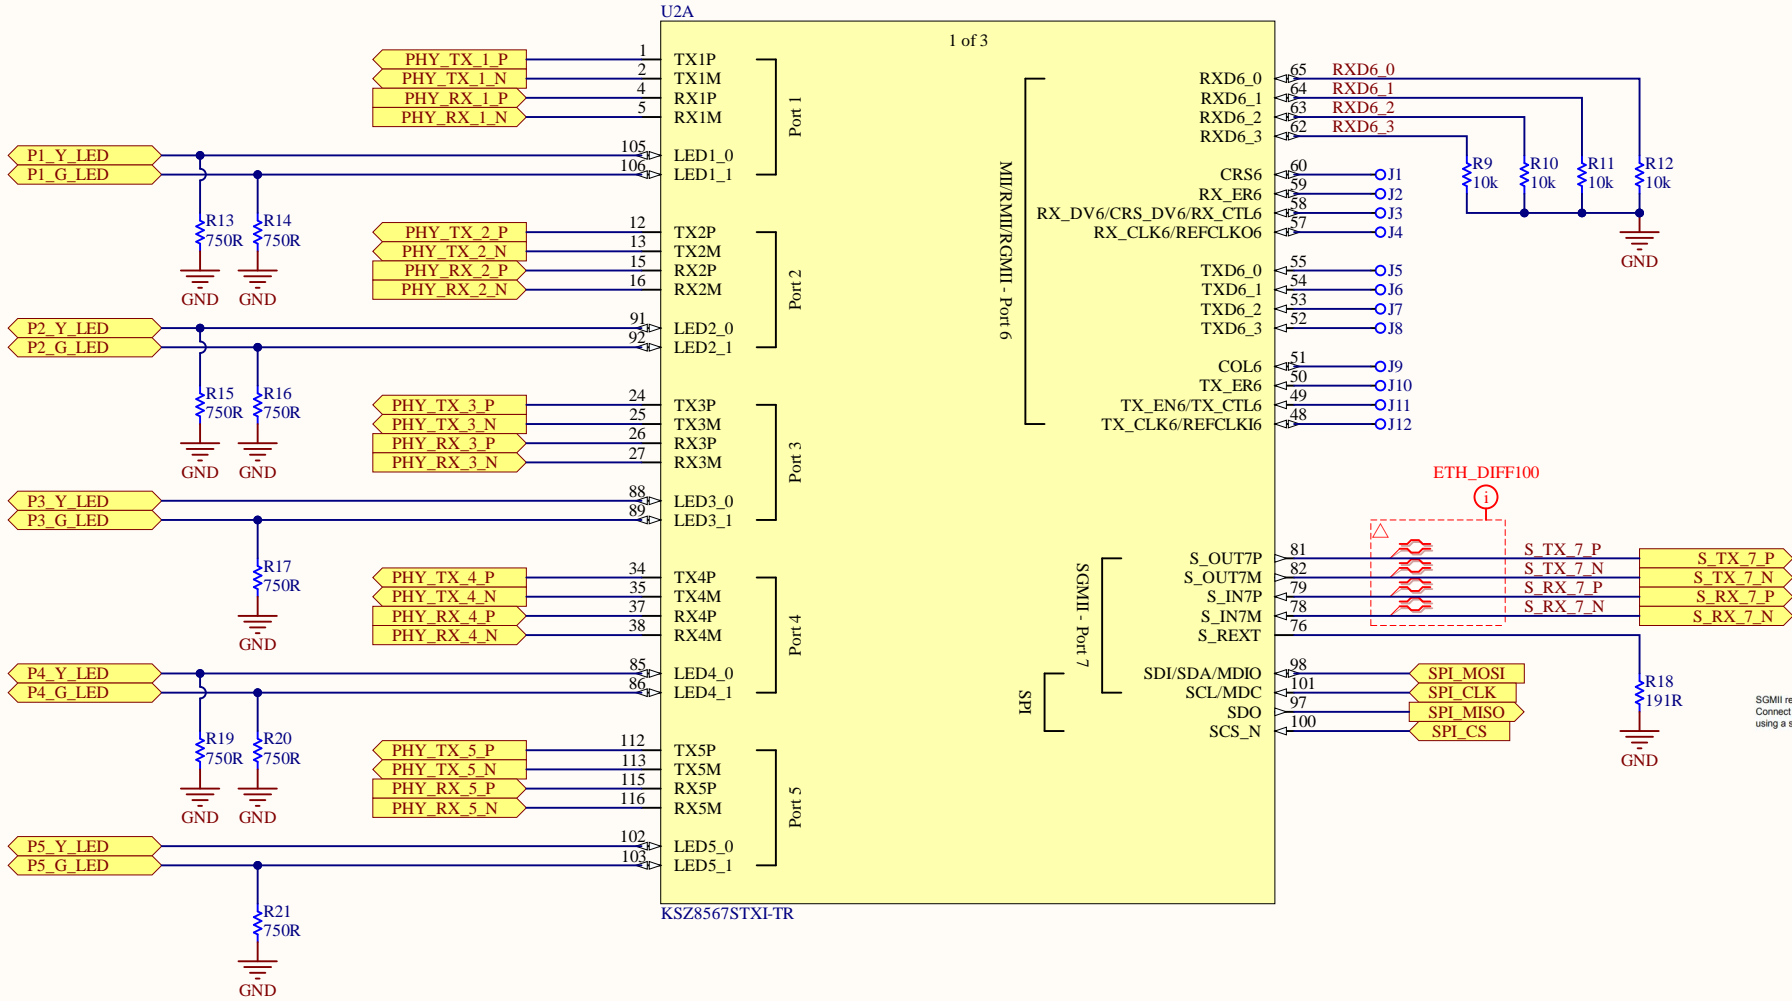 U2A
1 of 3
PHY_TX_1_P 1 TX1P
PHY_TX_1_N 2 TX1M
PHY_RX_1_P 4 RX1P
PHY_RX_1_N 5 RX1M
Port 1
P1_Y_LED 105 LED1_0
P1_G_LED 106 LED1_1
R13 750R
R14 750R
GND
GND
PHY_TX_2_P 12 TX2P
PHY_TX_2_N 13 TX2M
PHY_RX_2_P 15 RX2P
PHY_RX_2_N 16 RX2M
Port 2
P2_Y_LED 91 LED2_0
P2_G_LED 92 LED2_1
R15 750R
R16 750R
GND
GND
PHY_TX_3_P 24 TX3P
PHY_TX_3_N 25 TX3M
PHY_RX_3_P 26 RX3P
PHY_RX_3_N 27 RX3M
Port 3
P3_Y_LED 88 LED3_0
P3_G_LED 89 LED3_1
R17 750R
GND
PHY_TX_4_P 34 TX4P
PHY_TX_4_N 35 TX4M
PHY_RX_4_P 37 RX4P
PHY_RX_4_N 38 RX4M
Port 4
P4_Y_LED 85 LED4_0
P4_G_LED 86 LED4_1
R19 750R
R20 750R
GND
GND
PHY_TX_5_P 112 TX5P
PHY_TX_5_N 113 TX5M
PHY_RX_5_P 115 RX5P
PHY_RX_5_N 116 RX5M
Port 5
P5_Y_LED 102 LED5_0
P5_G_LED 103 LED5_1
R21 750R
GND
KSZ8567STXI-TR
MII/RMII/RGMII - Port 6
RXD6_0 65 RXD6_0
RXD6_1 64 RXD6_1
RXD6_2 63 RXD6_2
RXD6_3 62 RXD6_3
R9 10k
R10 10k
R11 10k
R12 10k
GND
CRS6 60 J1
RX_ER6 59 J2
RX_DV6/CRS_DV6/RX_CTL6 58 J3
RX_CLK6/REFCLKO6 57 J4
TXD6_0 55 J5
TXD6_1 54 J6
TXD6_2 53 J7
TXD6_3 52 J8
COL6 51 J9
TX_ER6 50 J10
TX_EN6/TX_CTL6 49 J11
TX_CLK6/REFCLKI6 48 J12
ETH_DIFF100
i
SGMII - Port 7
S_OUT7P 81 S_TX_7_P S_TX_7_P
S_OUT7M 82 S_TX_7_N S_TX_7_N
S_IN7P 79 S_RX_7_P S_RX_7_P
S_IN7M 78 S_RX_7_N S_RX_7_N
S_REXT 76
R18 191R
GND
SPI
SDI/SDA/MDIO 98 SPI_MOSI
SCL/MDC 101 SPI_CLK
SDO 97 SPI_MISO
SCS_N 100 SPI_CS
SGMII re
Connect
using a s